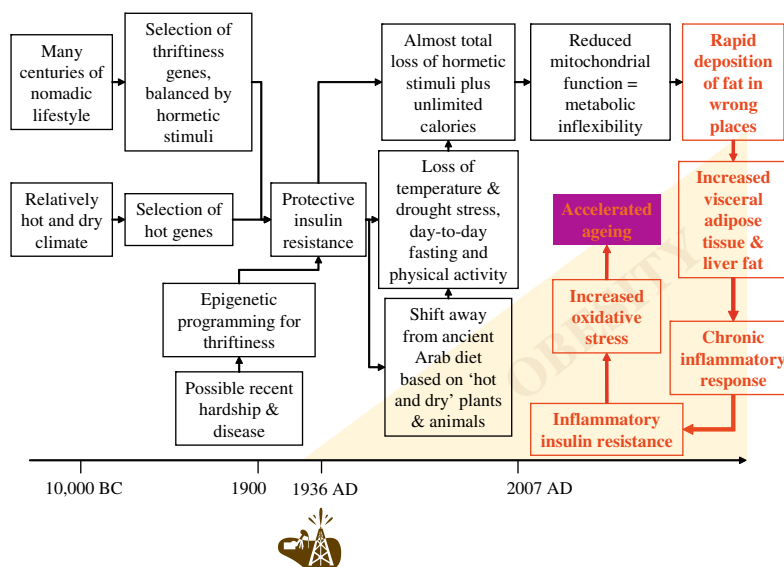 Many
centuries of
nomadic
lifestyle
Selection of
thriftiness
genes,
balanced by
hormetic
stimuli
Almost total
loss of hormetic
stimuli plus
unlimited
calories
Reduced
mitochondrial
function =
metabolic
inflexibility
Rapid
deposition
of fat in
wrong
places
Relatively
hot and dry
climate
Selection of
hot genes
Protective
insulin
resistance
Loss of
temperature &
drought stress,
day-to-day
fasting and
physical activity
Accelerated
ageing
Increased
visceral
adipose
tissue &
liver fat
Epigenetic
programming for
thriftiness
Shift away
from ancient
Arab diet
based on ‘hot
and dry’ plants
& animals
Increased
oxidative
stress
Chronic
inflammatory
response
Possible recent
hardship &
disease
Inflammatory
insulin resistance
OBESITY
10,000 BC
1900
1936 AD
2007 AD